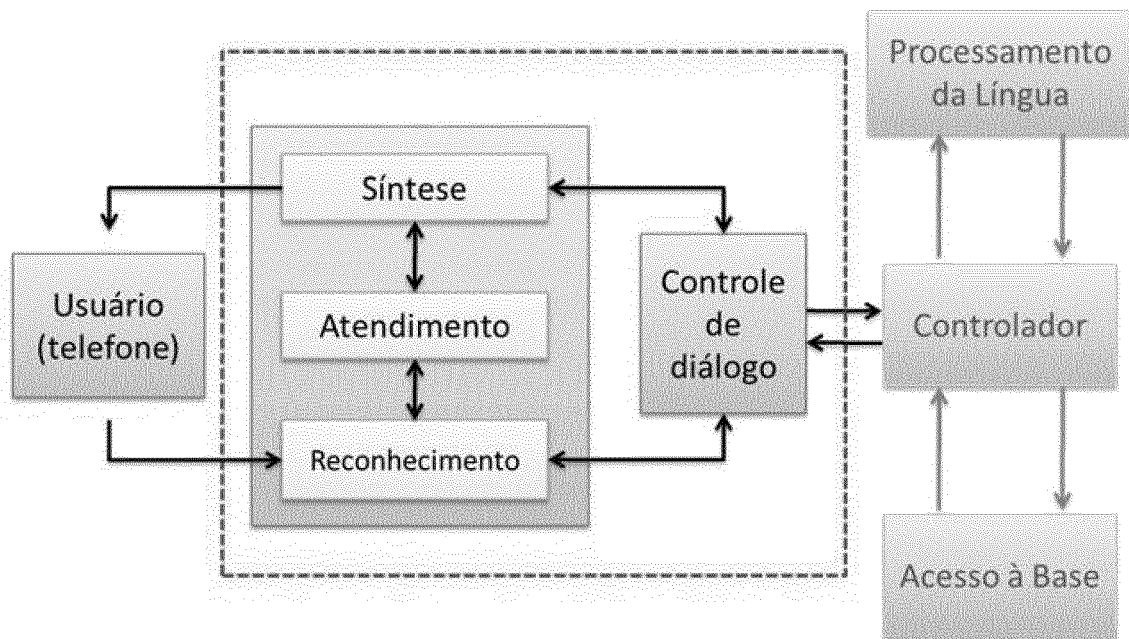 Processamento
da Língua
Síntese
Usuário
(telefone)
Atendimento
Controle
de
diálogo
Controlador
Reconhecimento
Acesso à Base